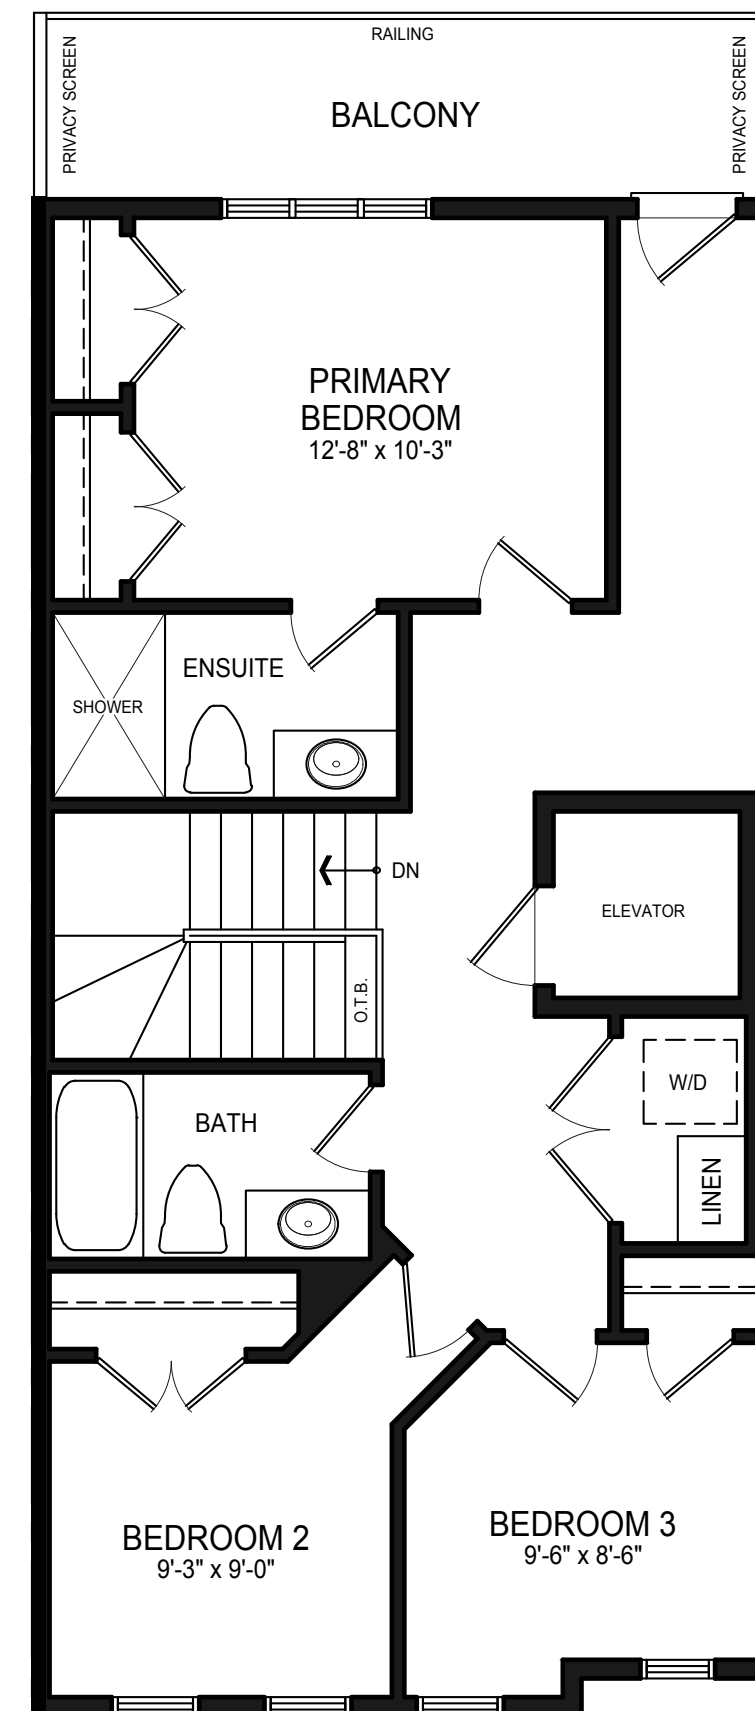 RAILING
PRIVACY SCREEN
PRIVACY SCREEN
BALCONY
PRIMARY
BEDROOM
12'-8" x 10'-3"
ENSUITE
SHOWER
DN
ELEVATOR
O.T.B.
W/D
BATH
LINEN
BEDROOM 2
9'-3" x 9'-0"
BEDROOM 3
9'-6" x 8'-6"